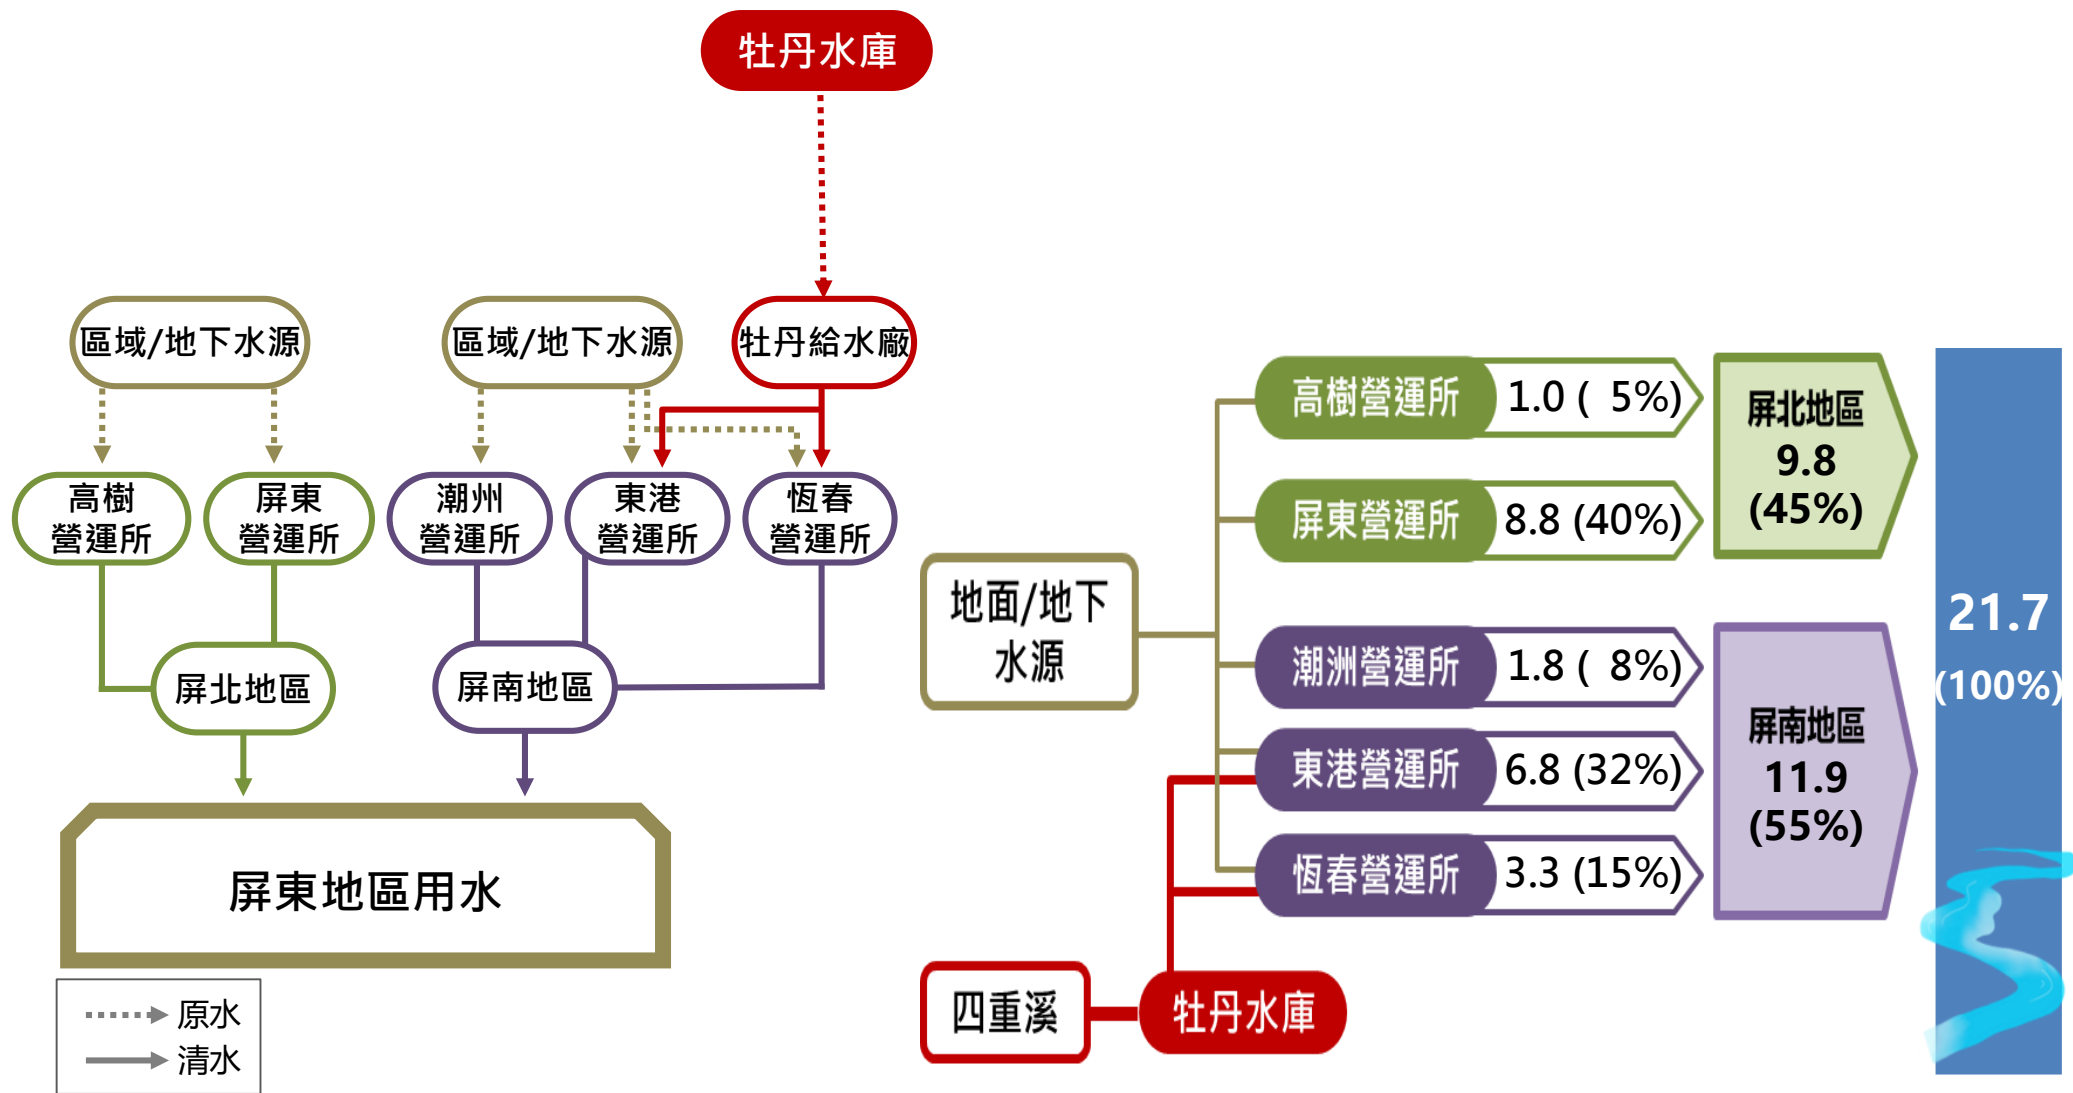 牡丹水庫
區域/地下水源
區域/地下水源
牡丹給水廠
高樹
營運所
屏東
營運所
潮州
營運所
東港
營運所
恆春
營運所
屏北地區
屏南地區
屏東地區用水
原水
清水
地面/地下
水源
四重溪
牡丹水庫
高樹營運所 1.0 ( 5%)
屏東營運所 8.8 (40%)
潮洲營運所 1.8 ( 8%)
東港營運所 6.8 (32%)
恆春營運所 3.3 (15%)
屏北地區
9.8
(45%)
屏南地區
11.9
(55%)
21.7
(100%)